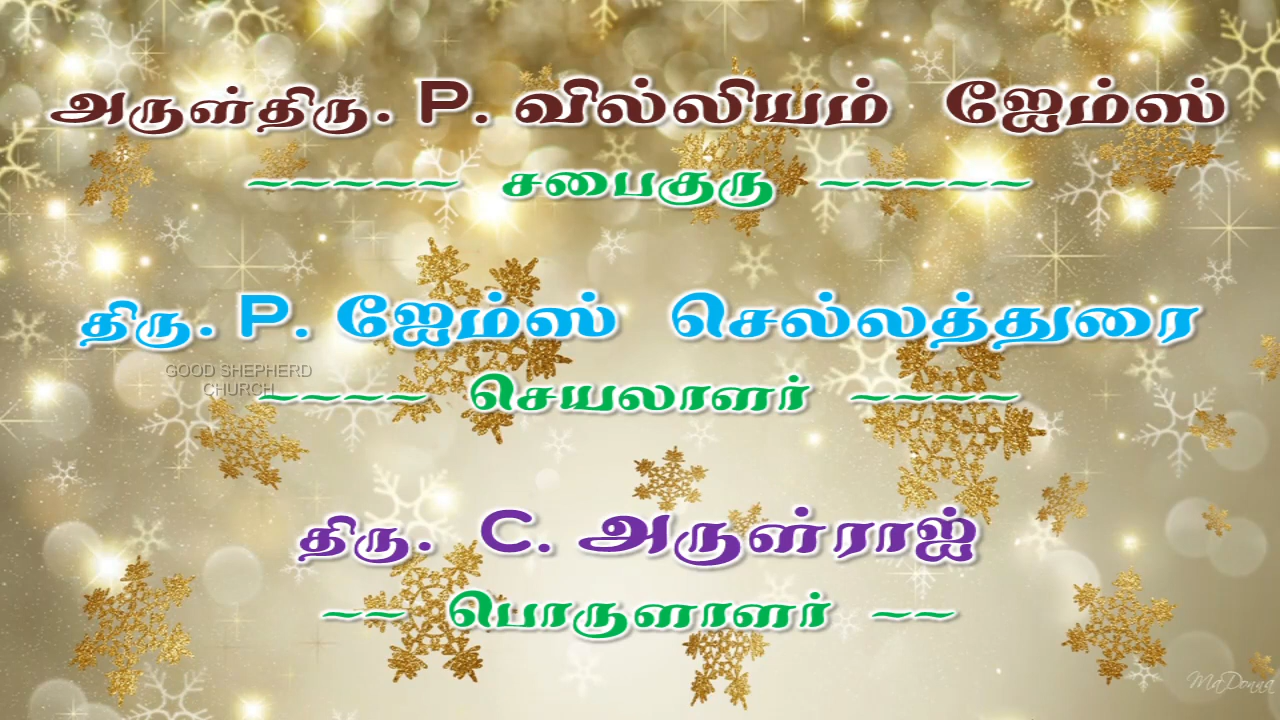 அருள்திரு. P. வில்லியம் ஜேம்ஸ்
~~~~~ சபைகுரு ~~~~~
திரு. P. ஜேம்ஸ் செல்லத்துரை
GOOD SHEPHERD
CHURCH
~~~~ செயலாளர் ~~~~
திரு. C. அருள்ராஜ்
~~ பொருளாளர் ~~
MaDonna